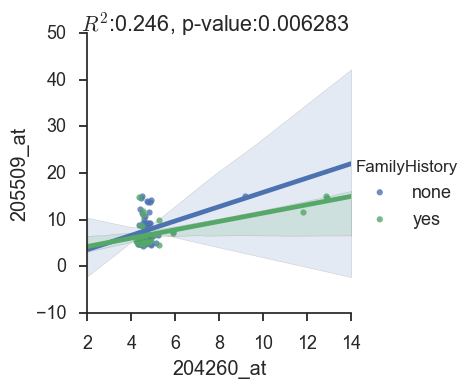 R²:0.246, p-value:0.006283
50
40
30
20
10
0
−10
205509_at
2 4 6 8 10 12 14
204260_at
FamilyHistory
none
yes